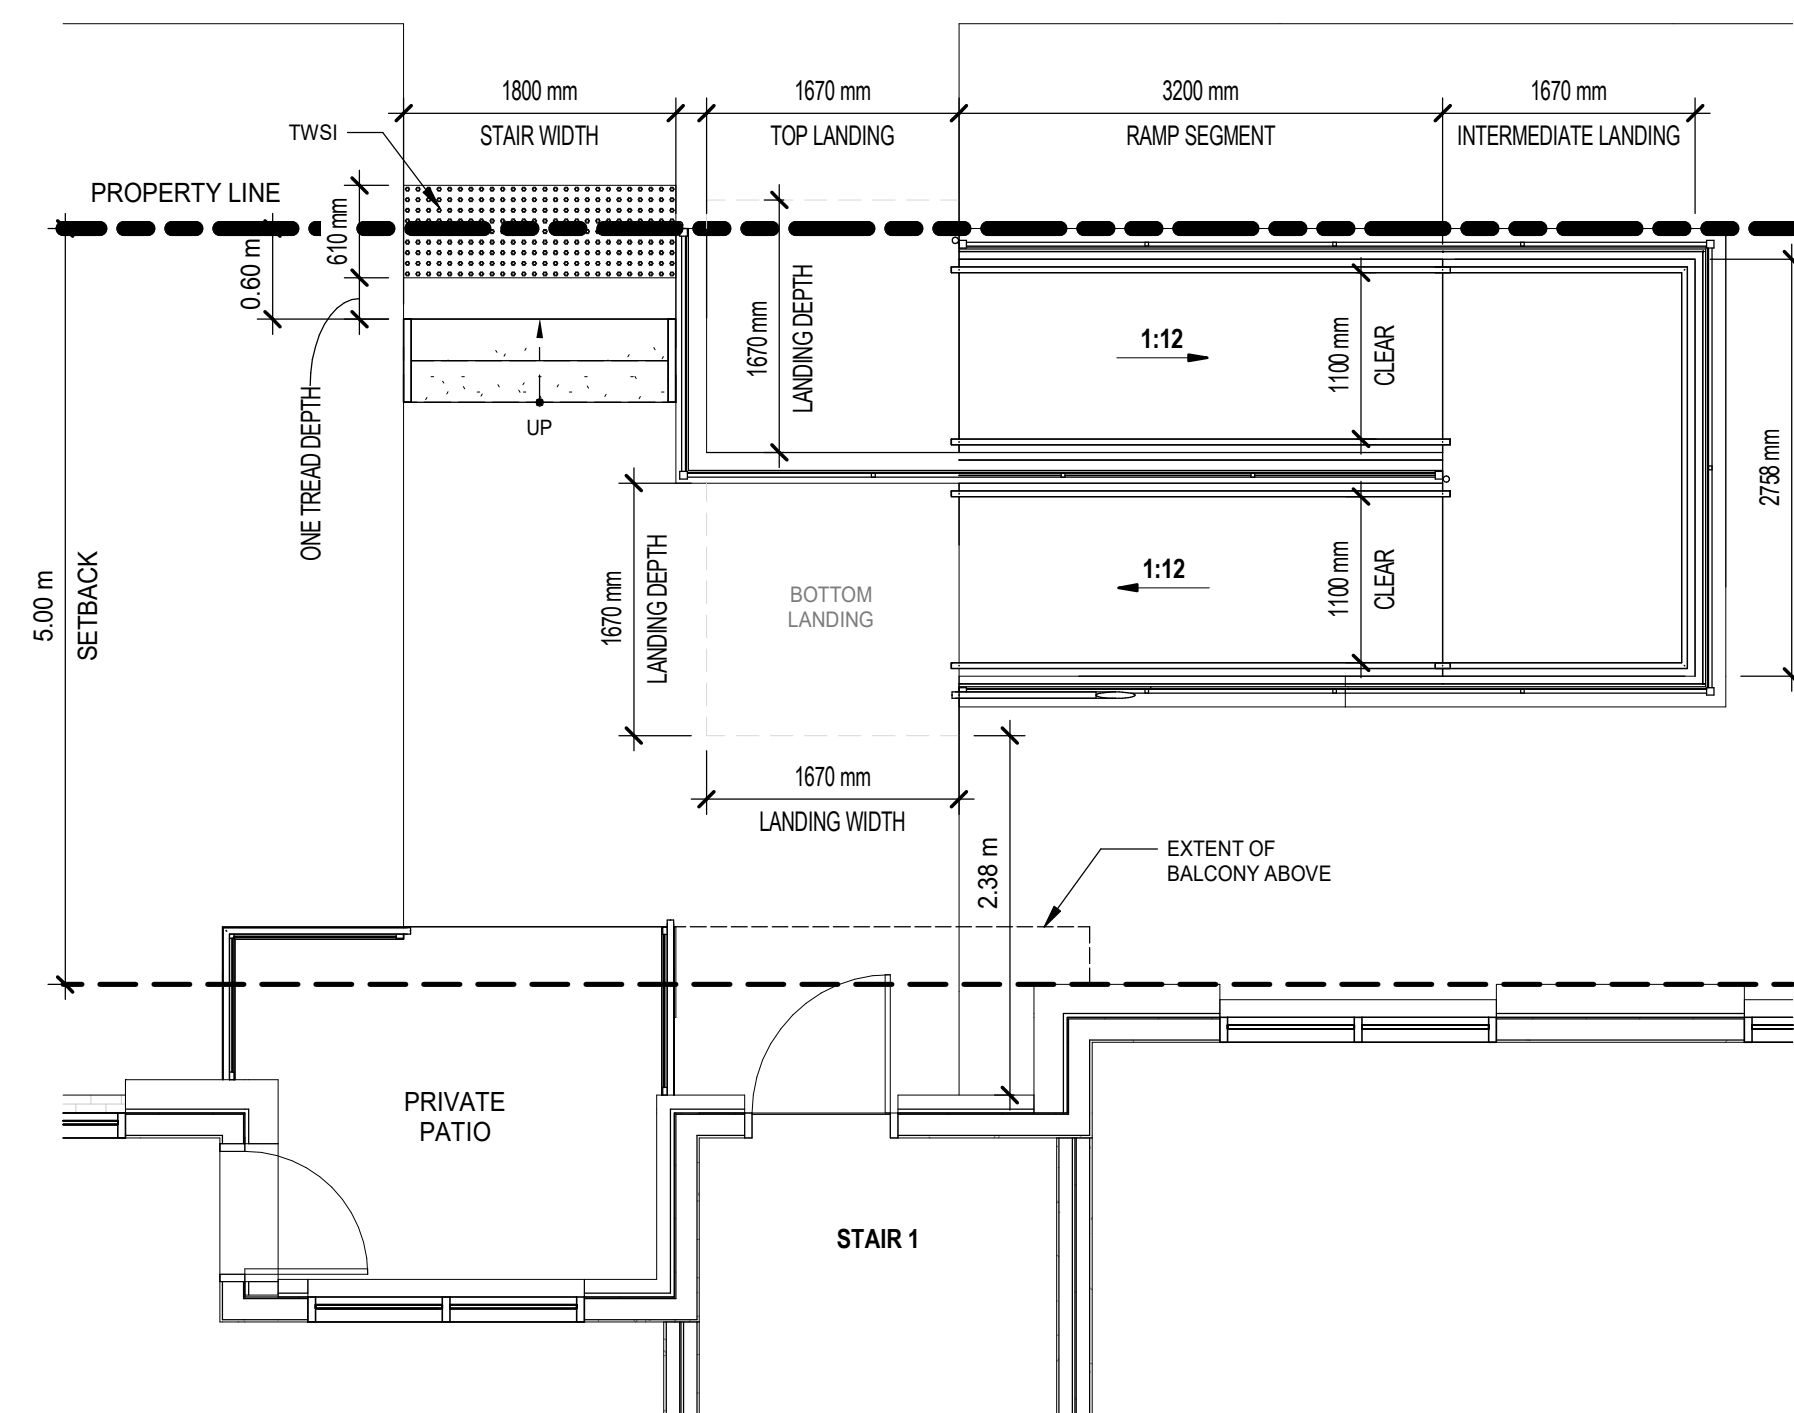 1800 mm
STAIR WIDTH
1670 mm
TOP LANDING
3200 mm
RAMP SEGMENT
1670 mm
INTERMEDIATE LANDING
TWSI
PROPERTY LINE
610 mm
0.60 m
ONE TREAD DEPTH
UP
1670 mm
LANDING DEPTH
1:12
1100 mm
CLEAR
2758 mm
5.00 m
SETBACK
1670 mm
LANDING DEPTH
BOTTOM
LANDING
1:12
1100 mm
CLEAR
1670 mm
LANDING WIDTH
2.38 m
EXTENT OF
BALCONY ABOVE
PRIVATE
PATIO
STAIR 1